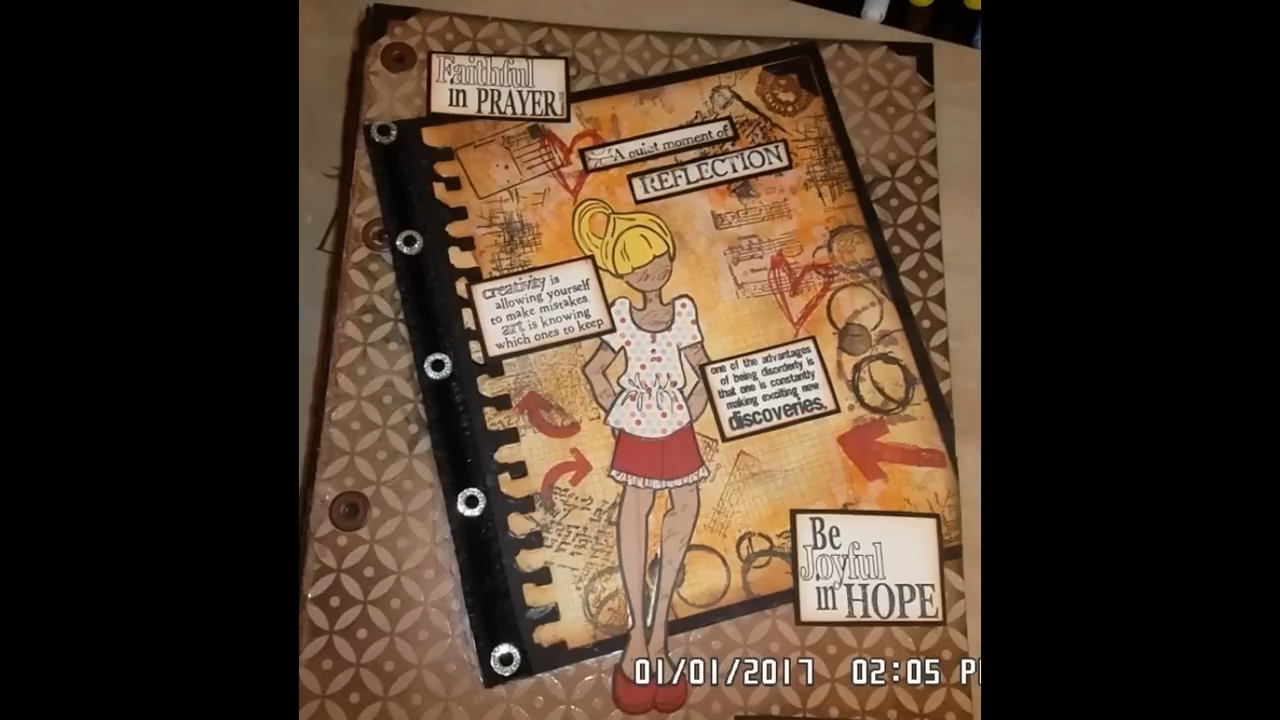 Faithful
in PRAYER
A quiet moment of
REFLECTION
creativity is
allowing yourself
to make mistakes
art is knowing
which ones to keep
one of the advantages
of being disorderly is
that one is constantly
making exciting new
discoveries.
Be
Joyful
in HOPE
01/01/2017 02:05 P